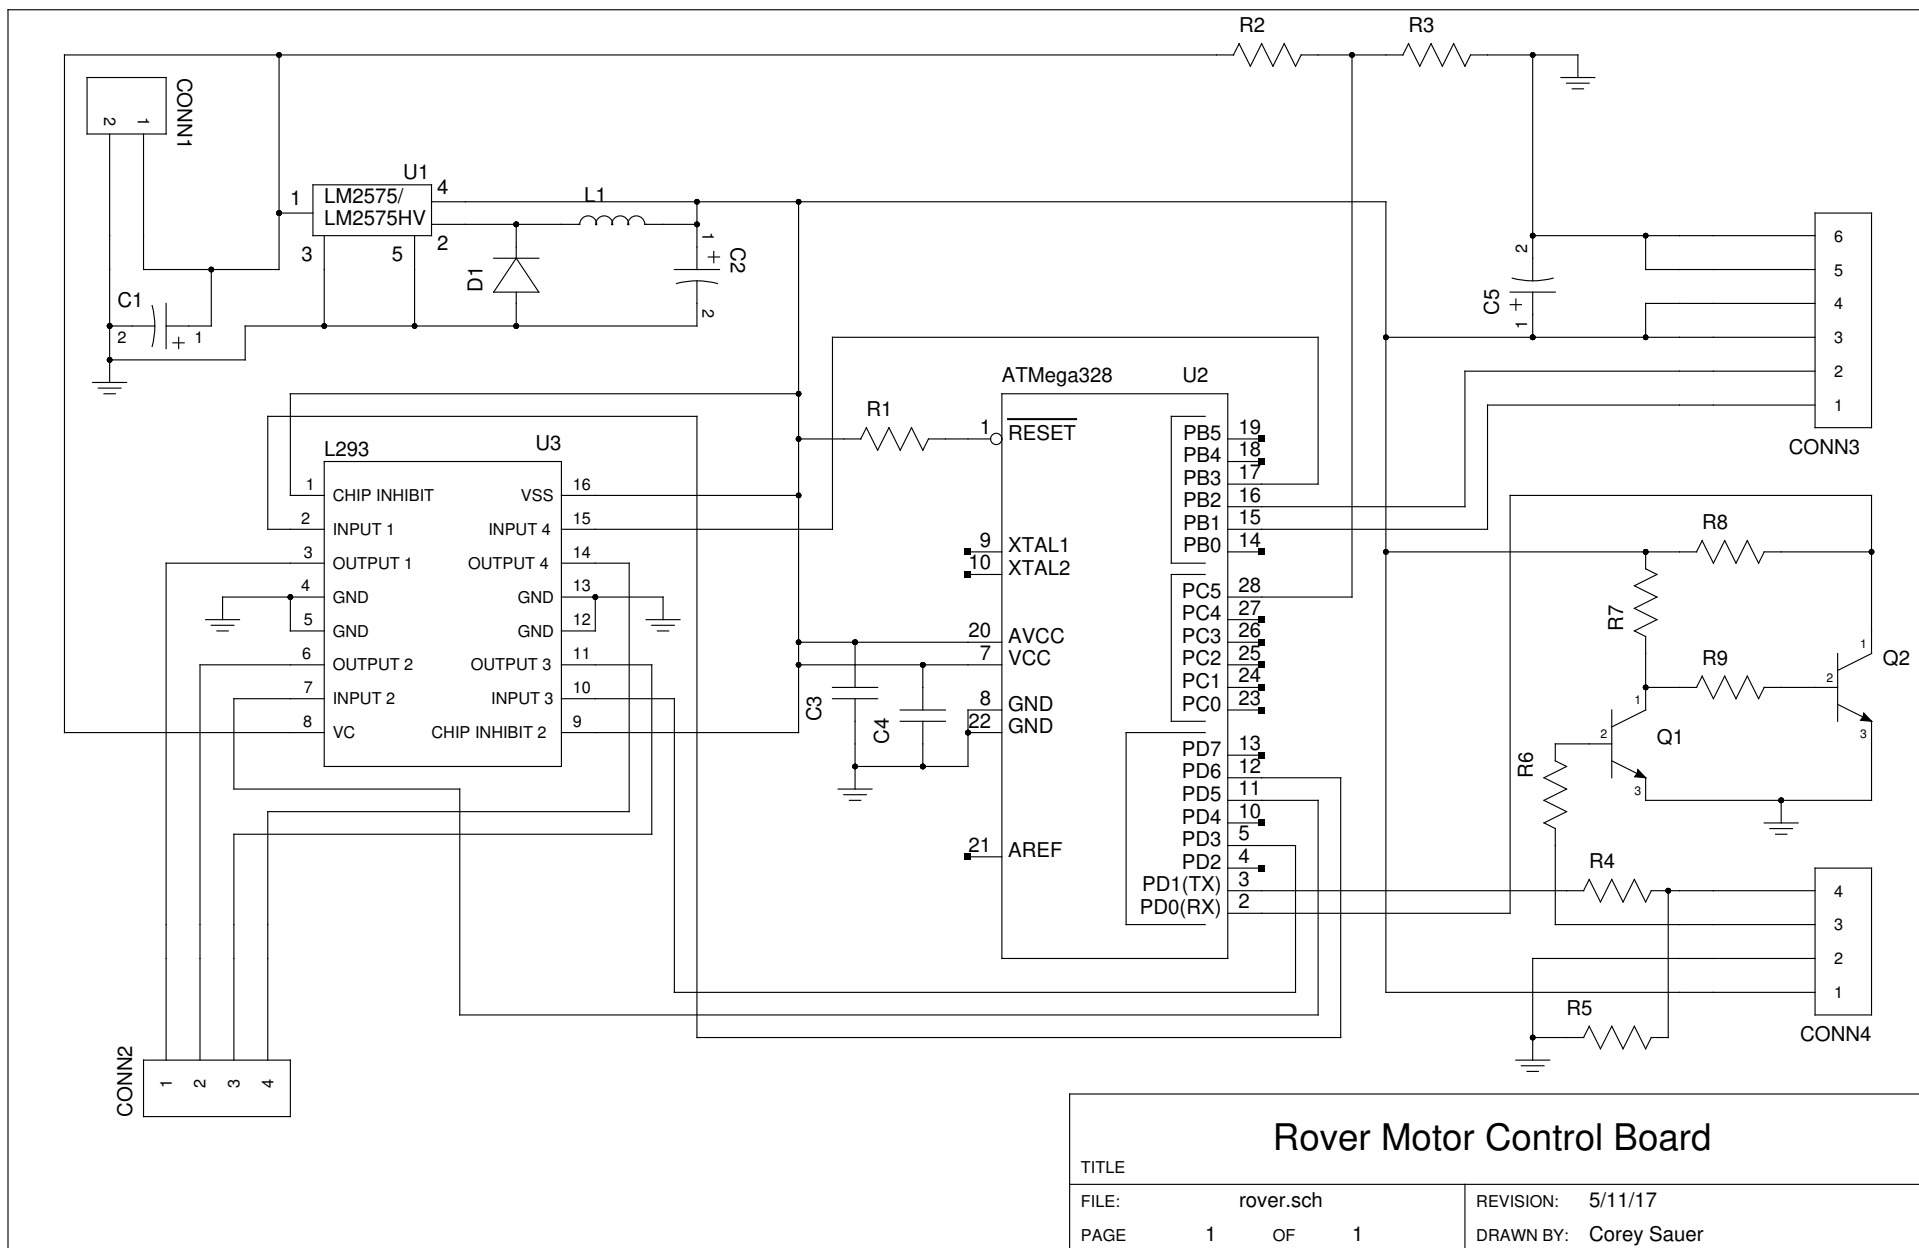 R2
R3
CONN1
2
1
U1
LM2575/
LM2575HV
1
4
2
3
5
L1
D1
1
+
C2
2
C1
2
+
1
2
C5
+
1
6
5
4
3
2
1
CONN3
ATMega328
U2
R1
1
RESET
9
XTAL1
10
XTAL2
20
AVCC
7
VCC
8
GND
22
GND
21
AREF
PB5
19
PB4
18
PB3
17
PB2
16
PB1
15
PB0
14
PC5
28
PC4
27
PC3
26
PC2
25
PC1
24
PC0
23
PD7
13
PD6
12
PD5
11
PD4
10
PD3
5
PD2
4
PD1(TX)
3
PD0(RX)
2
C3
C4
L293
U3
1
CHIP INHIBIT
VSS
16
2
INPUT 1
INPUT 4
15
3
OUTPUT 1
OUTPUT 4
14
4
GND
GND
13
5
GND
GND
12
6
OUTPUT 2
OUTPUT 3
11
7
INPUT 2
INPUT 3
10
8
VC
CHIP INHIBIT 2
9
R8
R7
R9
1
2
Q2
3
1
2
Q1
3
R6
R4
4
3
2
1
R5
CONN4
CONN2
1
2
3
4
Rover Motor Control Board
TITLE
FILE: rover.sch
REVISION: 5/11/17
PAGE 1 OF 1
DRAWN BY: Corey Sauer